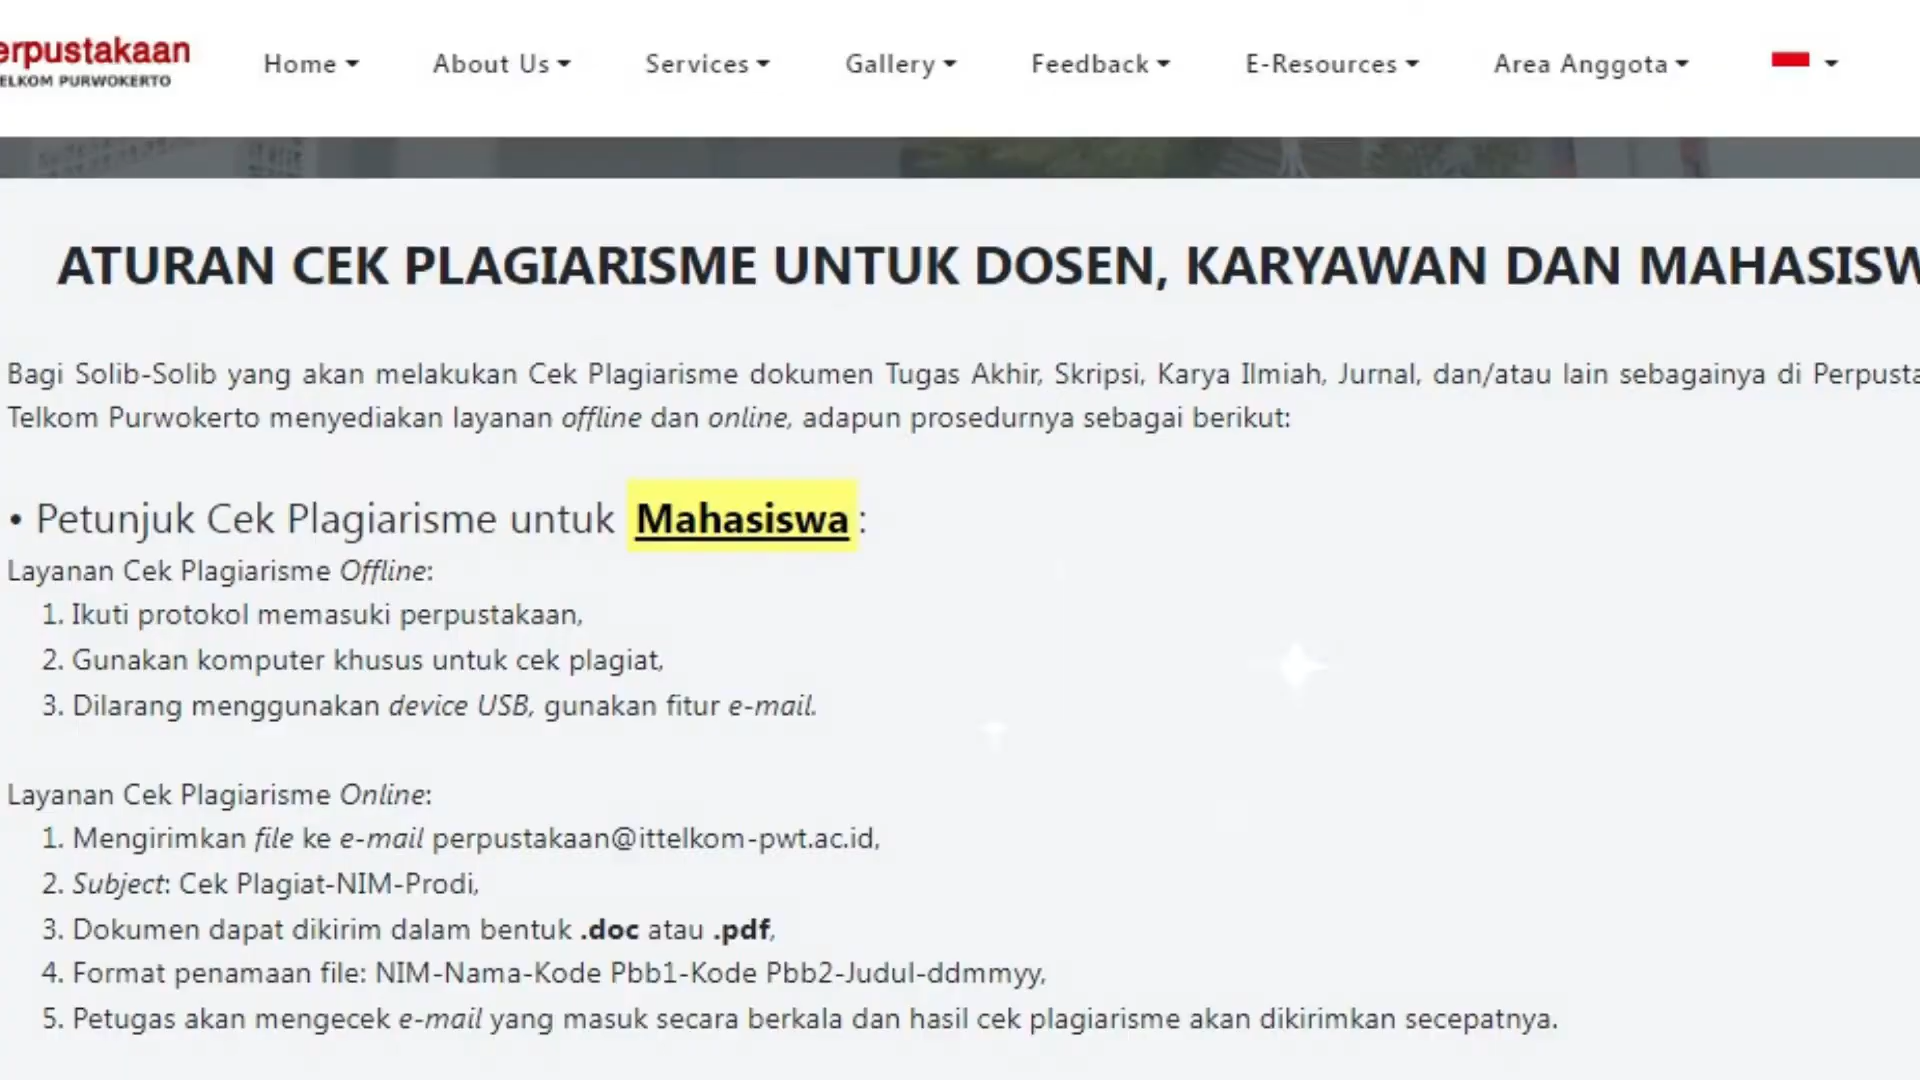 erpustakaan
ELKOM PURWOKERTO
Home About Us Services Gallery Feedback E-Resources Area Anggota
ATURAN CEK PLAGIARISME UNTUK DOSEN, KARYAWAN DAN MAHASISW
Bagi Solib-Solib yang akan melakukan Cek Plagiarisme dokumen Tugas Akhir, Skripsi, Karya Ilmiah, Jurnal, dan/atau lain sebagainya di Perpusta
Telkom Purwokerto menyediakan layanan offline dan online, adapun prosedurnya sebagai berikut:
• Petunjuk Cek Plagiarisme untuk Mahasiswa :
Layanan Cek Plagiarisme Offline:
1. Ikuti protokol memasuki perpustakaan,
2. Gunakan komputer khusus untuk cek plagiat,
3. Dilarang menggunakan device USB, gunakan fitur e-mail.
Layanan Cek Plagiarisme Online:
1. Mengirimkan file ke e-mail perpustakaan@ittelkom-pwt.ac.id,
2. Subject: Cek Plagiat-NIM-Prodi,
3. Dokumen dapat dikirim dalam bentuk .doc atau .pdf,
4. Format penamaan file: NIM-Nama-Kode Pbb1-Kode Pbb2-Judul-ddmmyy,
5. Petugas akan mengecek e-mail yang masuk secara berkala dan hasil cek plagiarisme akan dikirimkan secepatnya.